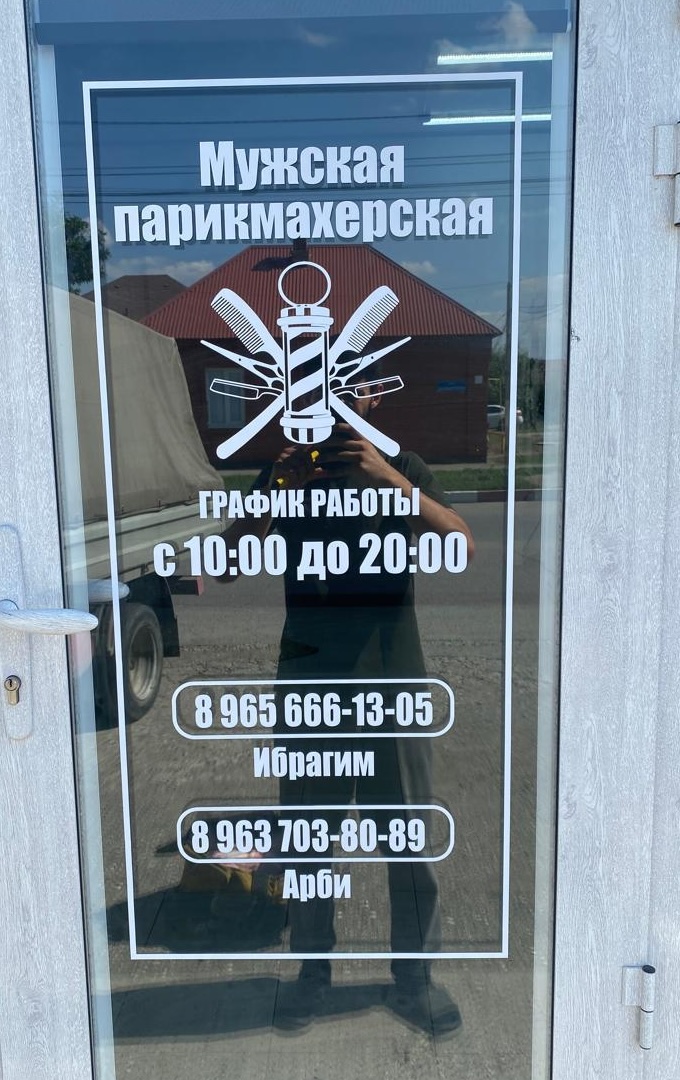 Мужская
парикмахерская
ГРАФИК РАБОТЫ
с 10:00 до 20:00
8 965 666-13-05
Ибрагим
8 963 703-80-89
Арби